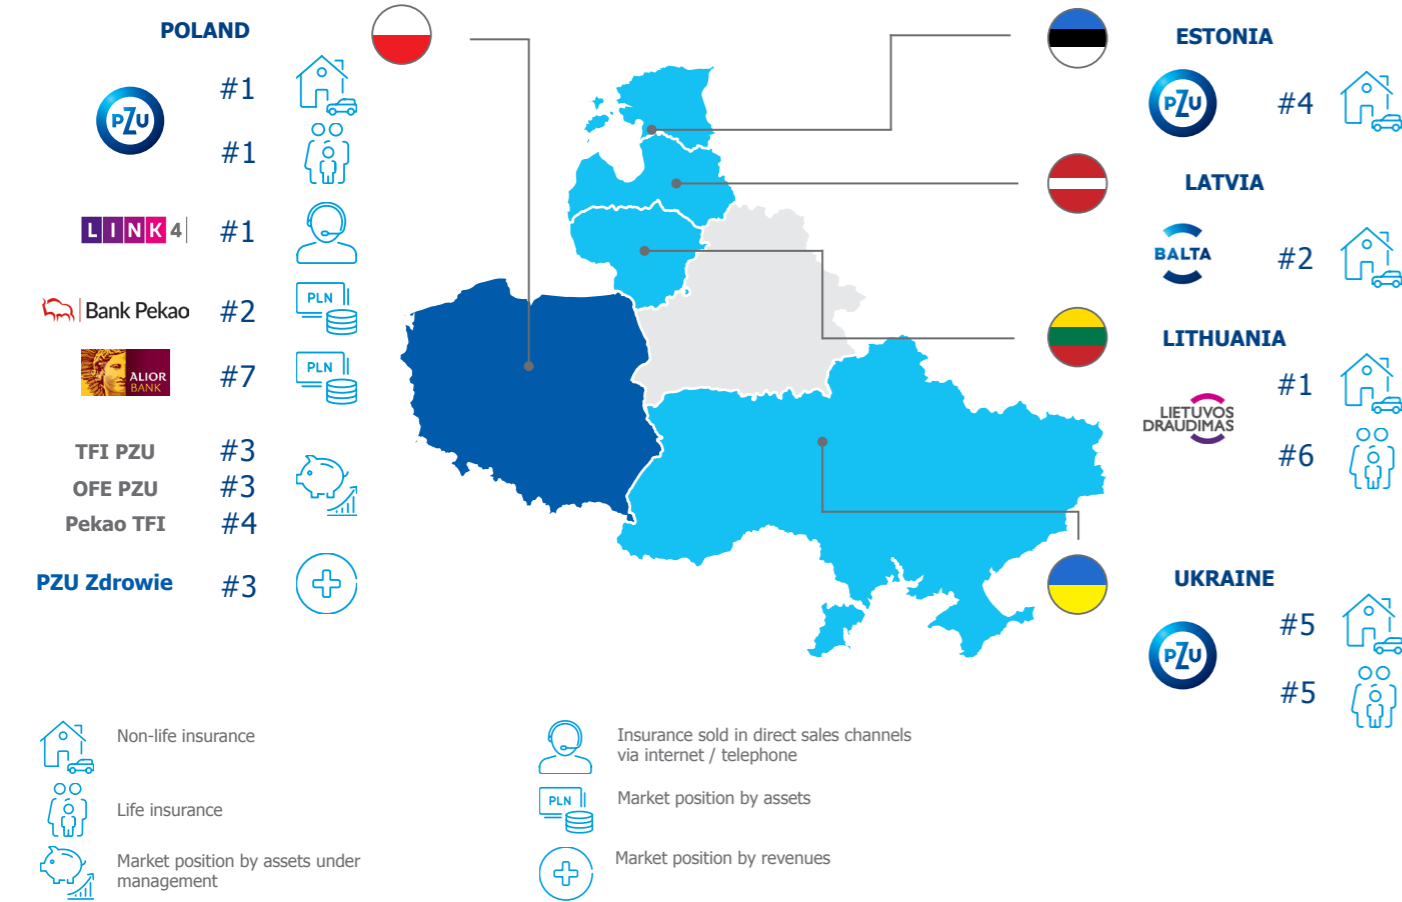 POLAND
PZU
#1
#1
LINK4
#1
PLN
Bank Pekao
#2
ALIOR
BANK
#7
PLN
TFI PZU
#3
OFE PZU
#3
Pekao TFI
#4
PZU Zdrowie
#3
ESTONIA
PZU
#4
LATVIA
BALTA
#2
LITHUANIA
#1
LIETUVOS
DRAUDIMAS
#6
UKRAINE
#5
PZU
#5
Non-life insurance
Life insurance
Market position by assets under
management
Insurance sold in direct sales channels
via internet / telephone
PLN
Market position by assets
Market position by revenues